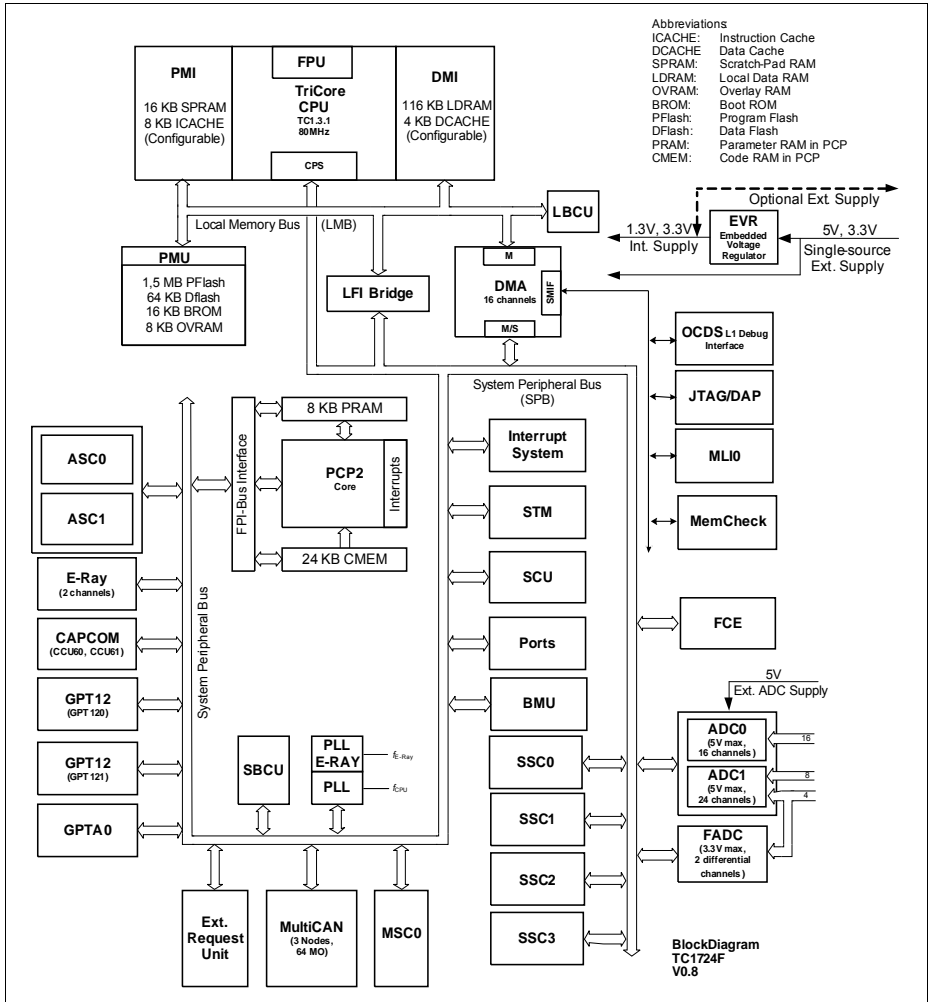 Abbreviations:
ICACHE: Instruction Cache
DCACHE Data Cache
SPRAM: Scratch-Pad RAM
LDRAM: Local Data RAM
OVRAM: Overlay RAM
BROM: Boot ROM
PFlash: Program Flash
DFlash: Data Flash
PRAM: Parameter RAM in PCP
CMEM: Code RAM in PCP
PMI
16 KB SPRAM
8 KB ICACHE
(Configurable)
FPU
TriCore
CPU
TC1.3.1
80MHz
CPS
DMI
116 KB LDRAM
4 KB DCACHE
(Configurable)
Local Memory Bus (LMB)
LBCU
Optional Ext. Supply
1.3V, 3.3V
Int. Supply
EVR
Embedded
Voltage
Regulator
5V, 3.3V
Single-source
Ext. Supply
PMU
1,5 MB PFlash
64 KB Dflash
16 KB BROM
8 KB OVRAM
LFI Bridge
M
DMA
16 channels
SMIF
M/S
OCDS L1 Debug
Interface
JTAG/DAP
MLI0
MemCheck
System Peripheral Bus
(SPB)
FPI-Bus Interface
8 KB PRAM
PCP2
Core
Interrupts
24 KB CMEM
ASC0
ASC1
E-Ray
(2 channels)
CAPCOM
(CCU60, CCU61)
GPT12
(GPT120)
GPT12
(GPT121)
GPTA0
System Peripheral Bus
Interrupt
System
STM
SCU
Ports
BMU
SSC0
SSC1
SSC2
SSC3
FCE
5V
Ext. ADC Supply
ADC0
(5V max,
16 channels)
16
ADC1
(5V max,
24 channels)
8
4
FADC
(3.3V max,
2 differential
channels)
SBCU
PLL
E-RAY
fE-Ray
PLL
fCPU
Ext.
Request
Unit
MultiCAN
(3 Nodes,
64 MO)
MSC0
BlockDiagram
TC1724F
V0.8